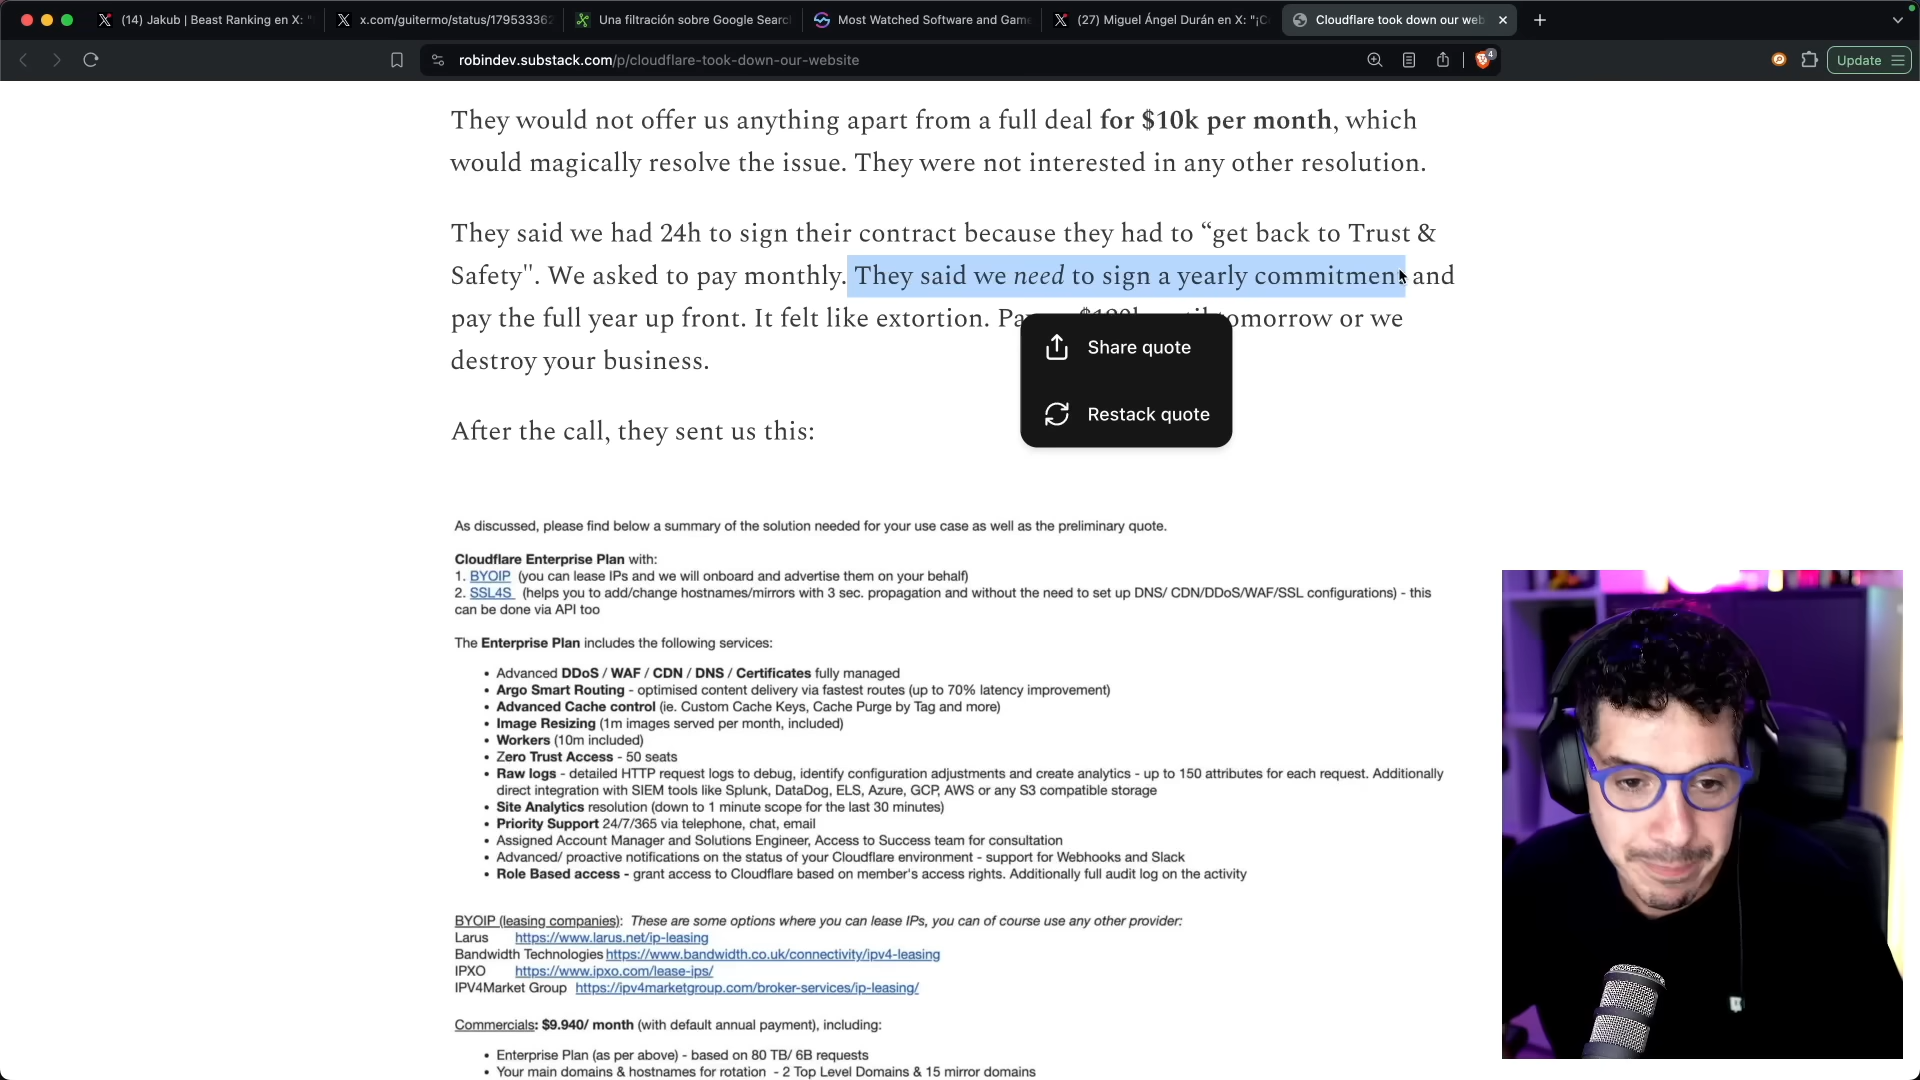 (14) Jakub | Beast Ranking en X: "
x.com/guitermo/status/179533362
Una filtración sobre Google Searc
Most Watched Software and Game
(27) Miguel Ángel Durán en X: "¡C
Cloudflare took down our web
robindev.substack.com/p/cloudflare-took-down-our-website
4
Update
They would not offer us anything apart from a full deal for $10k per month, which
would magically resolve the issue. They were not interested in any other resolution.
They said we had 24h to sign their contract because they had to “get back to Trust &
Safety". We asked to pay monthly. They said we need to sign a yearly commitment and
pay the full year up front. It felt like extortion. tomorrow or we
destroy your business.
Share quote
Restack quote
After the call, they sent us this:
As discussed, please find below a summary of the solution needed for your use case as well as the preliminary quote.
Cloudflare Enterprise Plan with:
1. BYOIP (you can lease IPs and we will onboard and advertise them on your behalf)
2. SSL4S (helps you to add/change hostnames/mirrors with 3 sec. propagation and without the need to set up DNS/ CDN/DDoS/WAF/SSL configurations) - this
can be done via API too
The Enterprise Plan includes the following services:
• Advanced DDoS / WAF / CDN / DNS / Certificates fully managed
• Argo Smart Routing - optimised content delivery via fastest routes (up to 70% latency improvement)
• Advanced Cache control (ie. Custom Cache Keys, Cache Purge by Tag and more)
• Image Resizing (1m images served per month, included)
• Workers (10m included)
• Zero Trust Access - 50 seats
• Raw logs - detailed HTTP request logs to debug, identify configuration adjustments and create analytics - up to 150 attributes for each request. Additionally
direct integration with SIEM tools like Splunk, DataDog, ELS, Azure, GCP, AWS or any S3 compatible storage
• Site Analytics resolution (down to 1 minute scope for the last 30 minutes)
• Priority Support 24/7/365 via telephone, chat, email
• Assigned Account Manager and Solutions Engineer, Access to Success team for consultation
• Advanced/ proactive notifications on the status of your Cloudflare environment - support for Webhooks and Slack
• Role Based access - grant access to Cloudflare based on member's access rights. Additionally full audit log on the activity
BYOIP (leasing companies): These are some options where you can lease IPs, you can of course use any other provider:
Larus https://www.larus.net/ip-leasing
Bandwidth Technologies https://www.bandwidth.co.uk/connectivity/ipv4-leasing
IPXO https://www.ipxo.com/lease-ips/
IPV4Market Group https://ipv4marketgroup.com/broker-services/ip-leasing/
Commercials: $9.940/ month (with default annual payment), including:
• Enterprise Plan (as per above) - based on 80 TB/ 6B requests
• Your main domains & hostnames for rotation - 2 Top Level Domains & 15 mirror domains